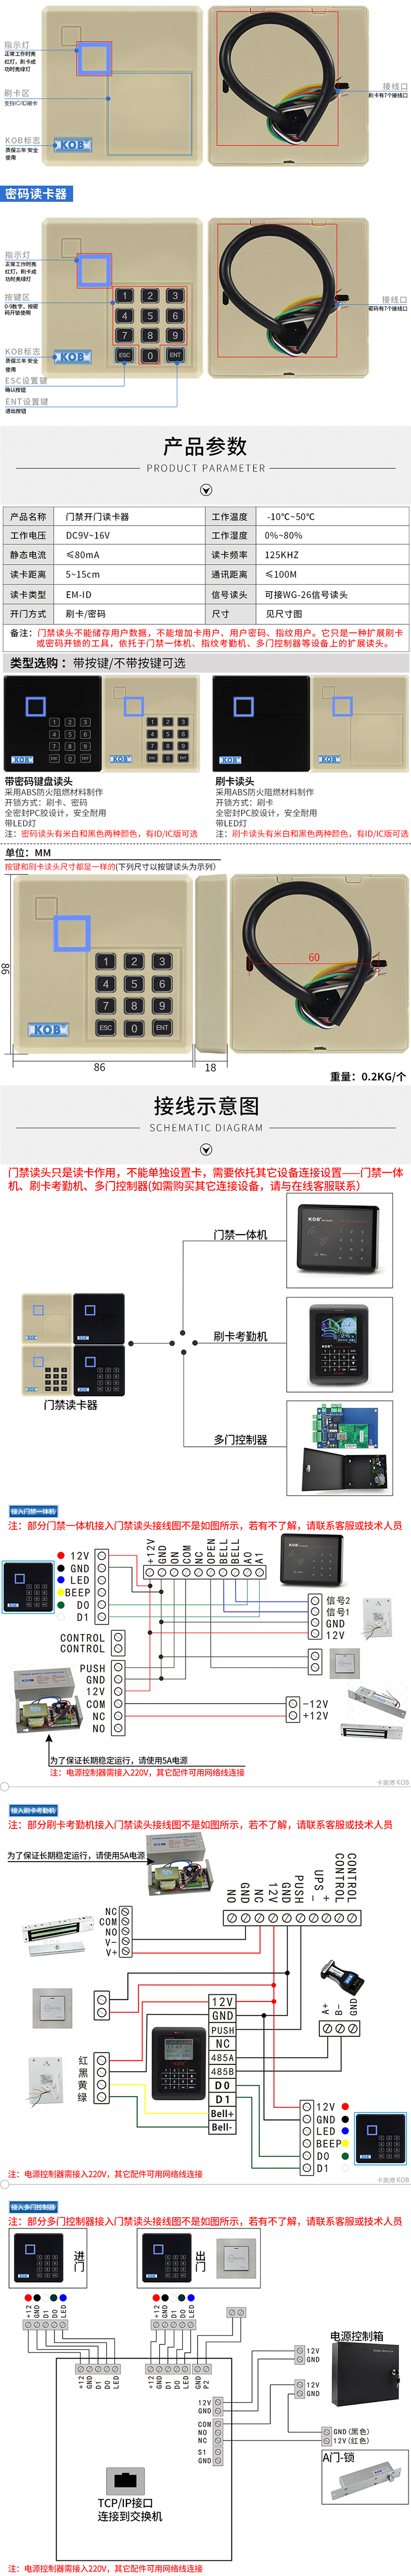 指示灯
正常工作时亮
红灯，刷卡成
功时亮绿灯
刷卡区
支持IC/ID刷卡
KOB标志
质保三年 安全
使用
KOB
接线口
刷卡有7个接线口
密码读卡器
指示灯
正常工作时亮
红灯，刷卡成
功时亮绿灯
按键区
0-9数字，按密
码开锁使用
KOB标志
质保三年 安全
使用
ESC设置键
确认按钮
ENT设置键
退出按钮
KOB
1 2 3
4 5 6
7 8 9
ESC 0 ENT
接线口
密码有7个接线口
产品参数
PRODUCT PARAMETER
产品名称 门禁开门读卡器 工作温度 -10℃~50℃
工作电压 DC9V~16V 工作湿度 0%~80%
静态电流 ≤80mA 读卡频率 125KHZ
读卡距离 5~15cm 通讯距离 ≤100M
读卡类型 EM-ID 信号读头 可接WG-26信号读头
开门方式 刷卡/密码 尺寸 见尺寸图
备注：门禁读头不能储存用户数据，不能增加卡用户、用户密码、指纹用户。它只是一种扩展刷卡
或密码开锁的工具，依托于门禁一体机、指纹考勤机、多门控制器等设备上的扩展读头。
类型选购 ：带按键/不带按键可选
带密码键盘读头
采用ABS防火阻燃材料制作
开锁方式：刷卡、密码
全密封PC胶设计，安全耐用
带LED灯
注：密码读头有米白和黑色两种颜色，有ID/IC版可选
刷卡读头
采用ABS防火阻燃材料制作
开锁方式：刷卡
全密封PC胶设计，安全耐用
带LED灯
注：刷卡读头有米白和黑色两种颜色，有ID/IC版可选
单位：MM
按键和刷卡读头尺寸都是一样的(下列尺寸以按键读头为示列)
KOB
1 2 3
4 5 6
7 8 9
ESC 0 ENT
86
86
18
60
重量：0.2KG/个
接线示意图
SCHEMATIC DIAGRAM
门禁读头只是读卡作用，不能单独设置卡，需要依托其它设备连接设置——门禁一体
机、刷卡考勤机、多门控制器(如需购买其它连接设备，请与在线客服联系）
门禁一体机
刷卡考勤机
多门控制器
门禁读卡器
接入门禁一体机
注：部分门禁一体机接入门禁读头接线图不是如图所示，若有不了解，请联系客服或技术人员
12V
GND
LED
BEEP
D0
D1
+12V
GND
ON
COM
NC
OPEN
BELL
BELL
A0
A1
信号2
信号1
GND
12V
CONTROL
CONTROL
PUSH
GND
12V
COM
NC
NO
-12V
+12V
为了保证长期稳定运行，请使用5A电源
注：电源控制器需接入220V，其它配件可用网络线连接
卡奥搏 KOB
接入刷卡考勤机
注：部分刷卡考勤机接入门禁读头接线图不是如图所示，若不了解，请联系客服或技术人员
为了保证长期稳定运行，请使用5A电源
NO
GND
NC
12V
GND
PUSH
UPS -
+
CONTROL
CONTROL
NC
COM
NO
V-
V+
A+
B-
GND
红
黑
黄
绿
12V
GND
PUSH
NC
485A
485B
D0
D1
Bell+
Bell-
12V
GND
LED
BEEP
D0
D1
注：电源控制器需接入220V，其它配件可用网络线连接
卡奥搏 KOB
接入多门控制器
注：部分多门控制器接入门禁读头接线图不是如图所示，若有不了解，请联系客服或技术人员
进门
出门
+12
GND
D1
D0
LED
+12
GND
D1
D0
LED
+12
GND
D1
D0
LED
+12
GND
D1
D0
LED
GND
P2
电源控制箱
12V
GND
12V
GND
12V
GND
COM
NO
NC
S1
GND
GND(黑色)
12V(红色)
A门-锁
TCP/IP接口
连接到交换机
注：电源控制器需接入220V，其它配件可用网络线连接